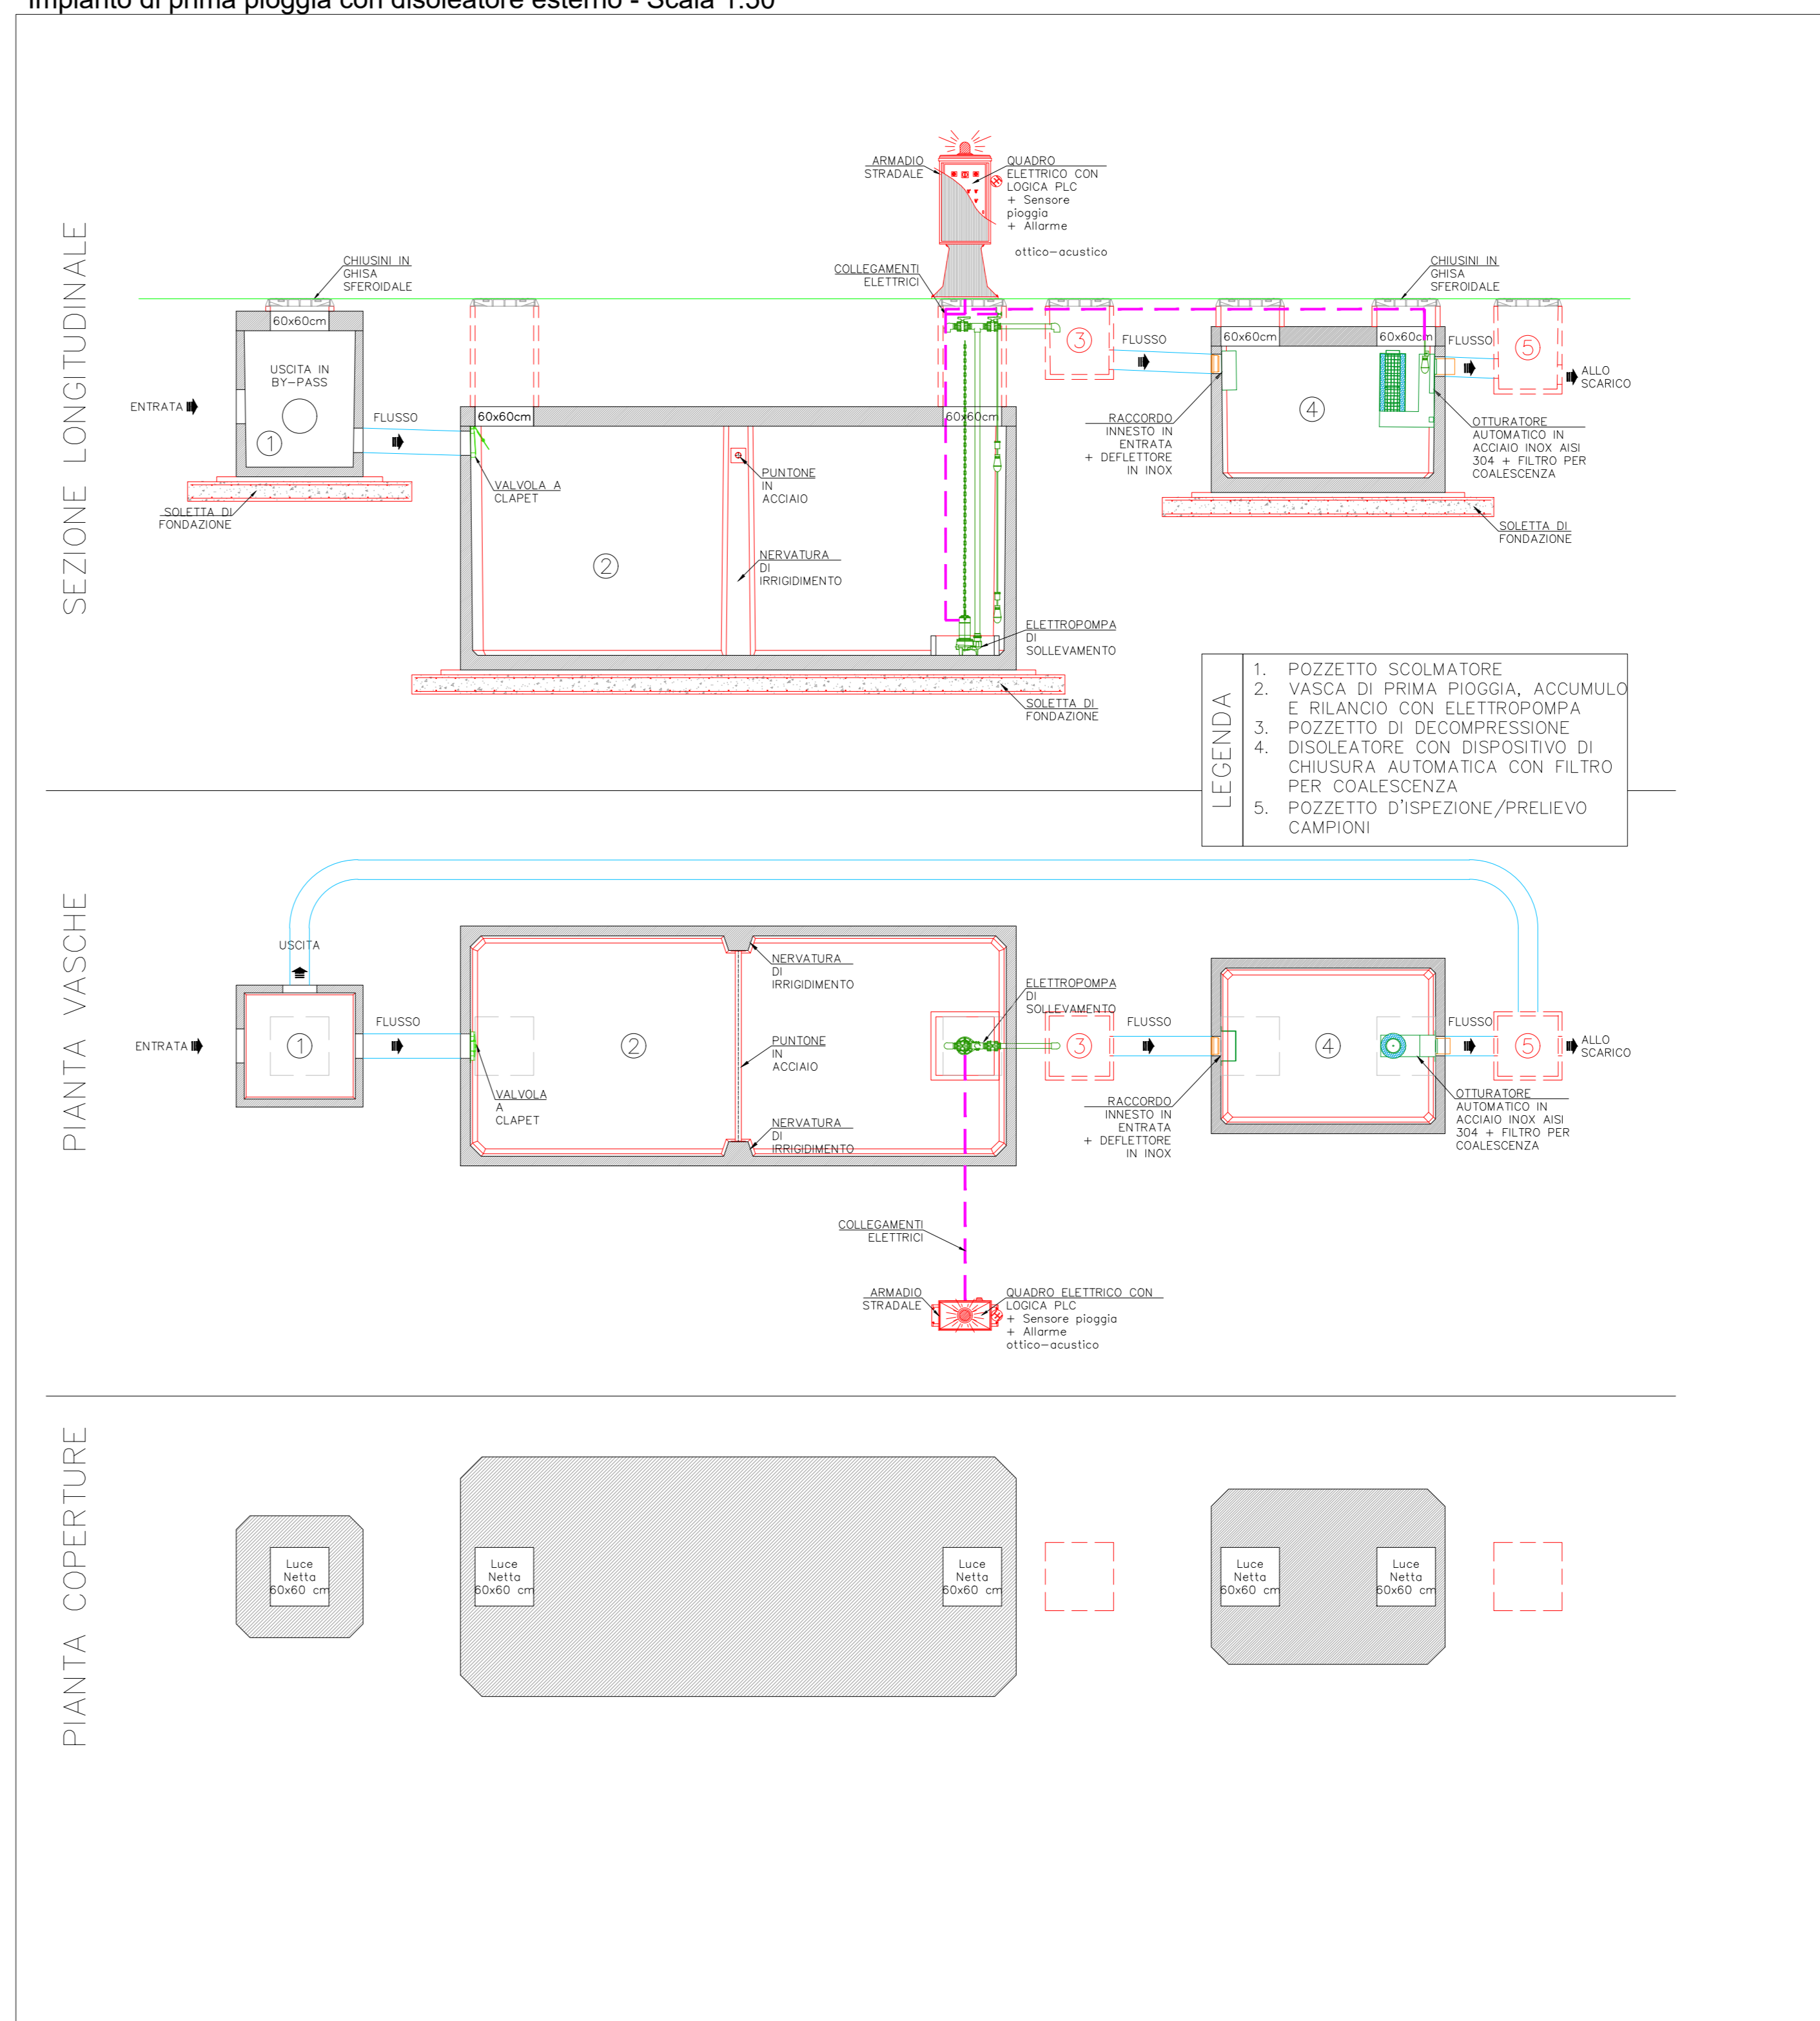 Impianto di prima pioggia con disoleatore esterno - Scala 1:50
SEZIONE LONGITUDINALE
ARMADIO
STRADALE
QUADRO
ELETTRICO CON
LOGICA PLC
+ Sensore
pioggia
+ Allarme
ottico-acustico
CHIUSINI IN
GHISA
SFEROIDALE
COLLEGAMENTI
ELETTRICI
CHIUSINI IN
GHISA
SFEROIDALE
60x60cm
USCITA IN
BY-PASS
ENTRATA
1
FLUSSO
60x60cm
60x60cm
3
FLUSSO
60x60cm
60x60cm
FLUSSO
5
ALLO
SCARICO
4
VALVOLA A
CLAPET
PUNTONE
IN
ACCIAIO
RACCORDO
INNESTO IN
ENTRATA
+ DEFLETTORE
IN INOX
OTTURATORE
AUTOMATICO IN
ACCIAIO INOX AISI
304 + FILTRO PER
COALESCENZA
SOLETTA DI
FONDAZIONE
SOLETTA DI
FONDAZIONE
2
NERVATURA
DI
IRRIGIDIMENTO
ELETTROPOMPA
DI
SOLLEVAMENTO
SOLETTA DI
FONDAZIONE
LEGENDA
1. POZZETTO SCOLMATORE
2. VASCA DI PRIMA PIOGGIA, ACCUMULO
E RILANCIO CON ELETTROPOMPA
3. POZZETTO DI DECOMPRESSIONE
4. DISOLEATORE CON DISPOSITIVO DI
CHIUSURA AUTOMATICA CON FILTRO
PER COALESCENZA
5. POZZETTO D'ISPEZIONE/PRELIEVO
CAMPIONI
PIANTA VASCHE
USCITA
ENTRATA
1
FLUSSO
2
NERVATURA
DI
IRRIGIDIMENTO
ELETTROPOMPA
DI
SOLLEVAMENTO
3
FLUSSO
4
FLUSSO
5
ALLO
SCARICO
VALVOLA
A
CLAPET
PUNTONE
IN
ACCIAIO
NERVATURA
DI
IRRIGIDIMENTO
RACCORDO
INNESTO IN
ENTRATA
+ DEFLETTORE
IN INOX
OTTURATORE
AUTOMATICO IN
ACCIAIO INOX AISI
304 + FILTRO PER
COALESCENZA
COLLEGAMENTI
ELETTRICI
ARMADIO
STRADALE
QUADRO ELETTRICO CON
LOGICA PLC
+ Sensore pioggia
+ Allarme
ottico-acustico
PIANTA COPERTURE
Luce
Netta
60x60 cm
Luce
Netta
60x60 cm
Luce
Netta
60x60 cm
Luce
Netta
60x60 cm
Luce
Netta
60x60 cm